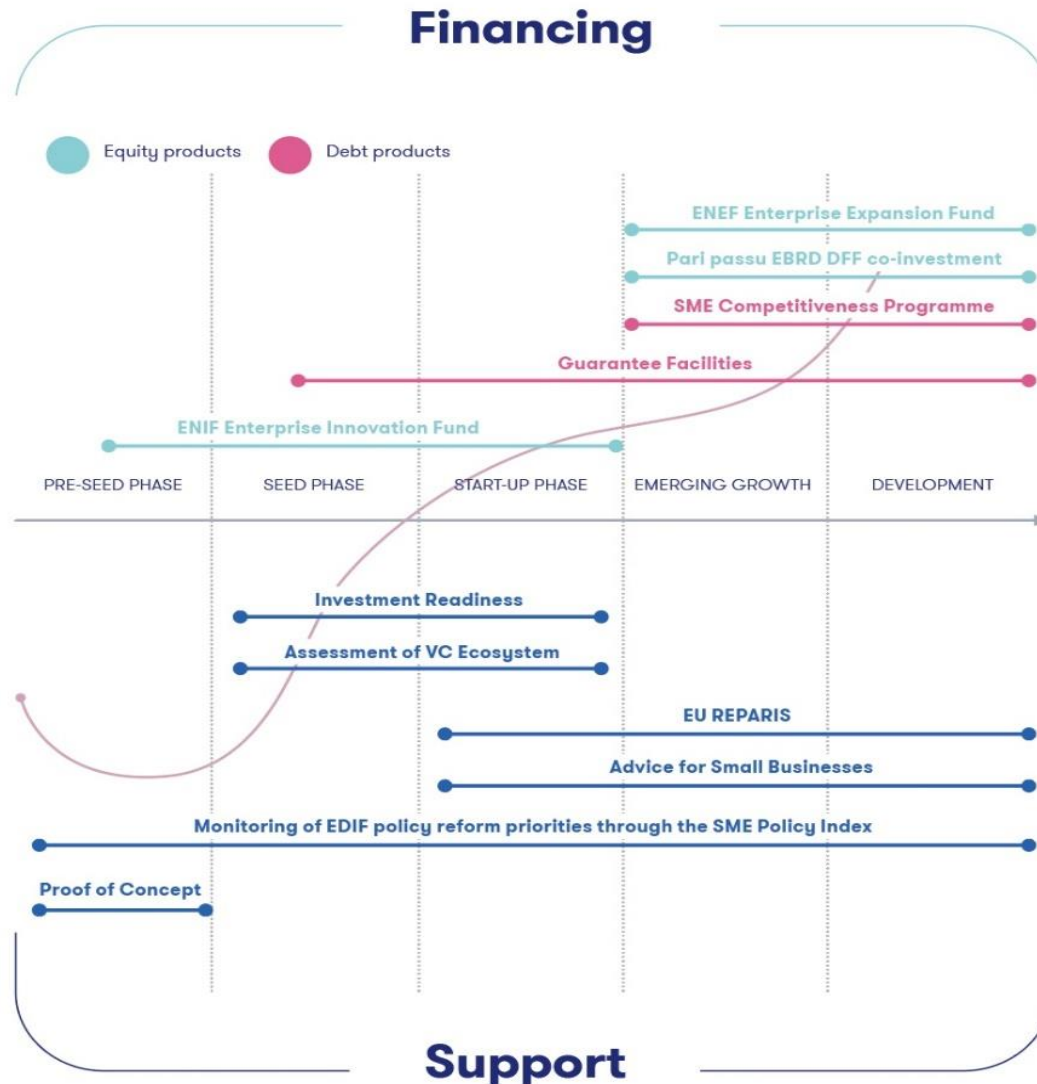 Financing
Equity products
Debt products
ENEF Enterprise Expansion Fund
Pari passu EBRD DFF co-investment
SME Competitiveness Programme
Guarantee Facilities
ENIF Enterprise Innovation Fund
PRE-SEED PHASE
SEED PHASE
START-UP PHASE
EMERGING GROWTH
DEVELOPMENT
Investment Readiness
Assessment of VC Ecosystem
EU REPARIS
Advice for Small Businesses
Monitoring of EDIF policy reform priorities through the SME Policy Index
Proof of Concept
Support